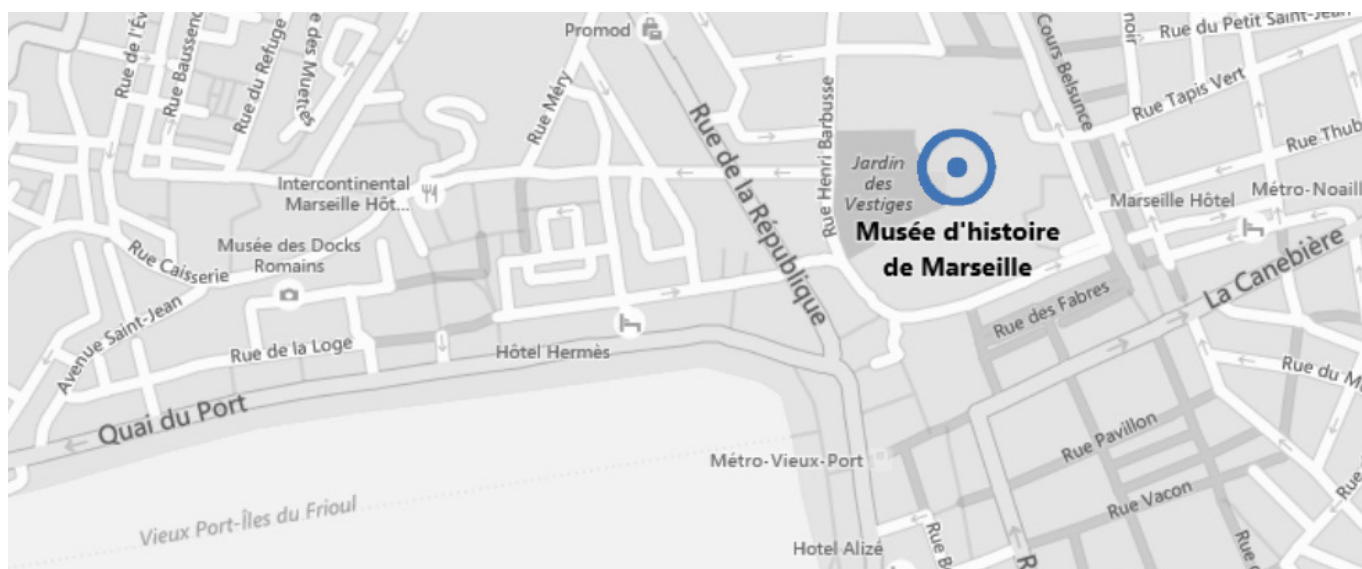 Promod
Rue du Petit Saint-Jean
Rue Baussenc
Rue du Refuge
Cours Belsunce
Rue Tapis Vert
Rue Méry
Rue de la République
Rue Henri Barbusse
Jardin
des
Vestiges
Intercontinental
Marseille Hôt...
Marseille Hôtel
Musée d'histoire
de Marseille
Musée des Docks
Romains
Rue Caisserie
La Canebière
Rue des Fabres
Avenue Saint-Jean
Rue de la Loge
Hôtel Hermès
Quai du Port
Rue Pavillon
Métro-Vieux-Port
Rue Vacon
Vieux Port-Îles du Frioul
Hotel Alizé